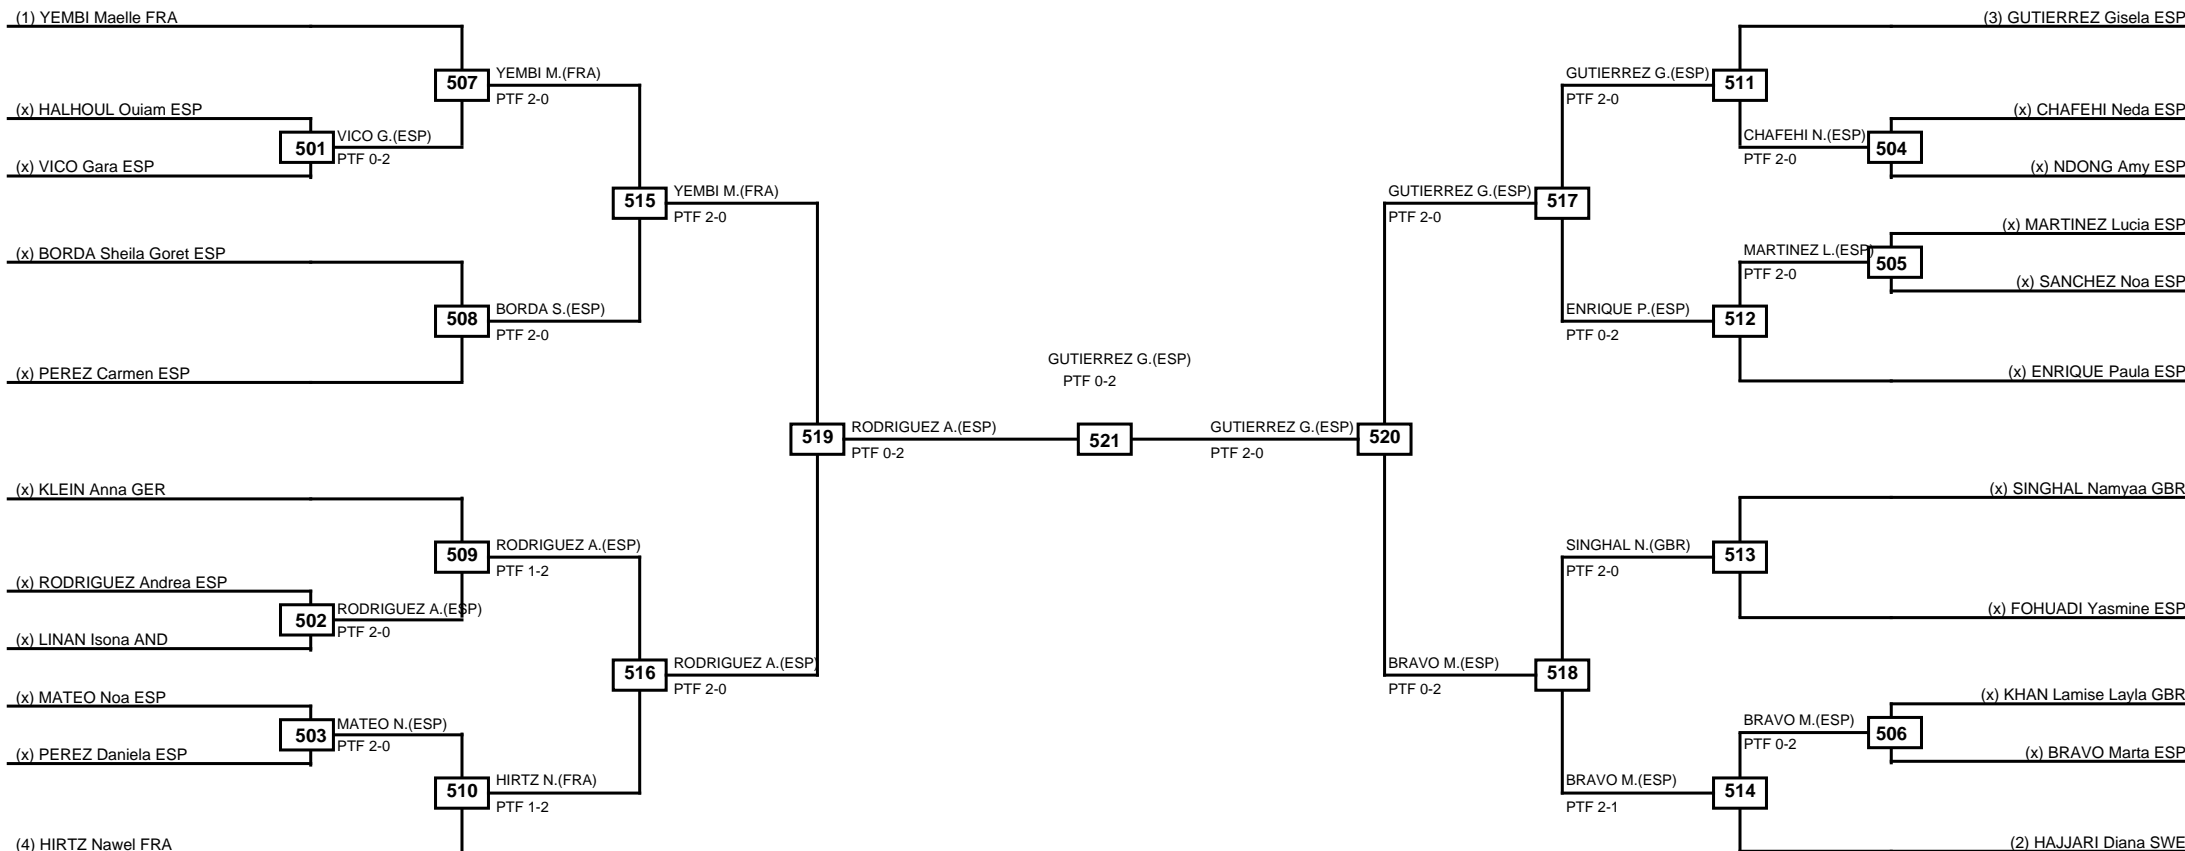 (1) YEMBI Maelle FRA
(3) GUTIERREZ Gisela ESP
507
YEMBI M.(FRA)
PTF 2-0
GUTIERREZ G.(ESP)
PTF 2-0
511
(x) HALHOUL Ouiam ESP
(x) CHAFEHI Neda ESP
501
VICO G.(ESP)
PTF 0-2
CHAFEHI N.(ESP)
PTF 2-0
504
(x) VICO Gara ESP
(x) NDONG Amy ESP
515
YEMBI M.(FRA)
PTF 2-0
GUTIERREZ G.(ESP)
PTF 2-0
517
(x) MARTINEZ Lucia ESP
(x) BORDA Sheila Goret ESP
MARTINEZ L.(ESP)
PTF 2-0
505
(x) SANCHEZ Noa ESP
508
BORDA S.(ESP)
PTF 2-0
ENRIQUE P.(ESP)
PTF 0-2
512
GUTIERREZ G.(ESP)
PTF 0-2
(x) PEREZ Carmen ESP
(x) ENRIQUE Paula ESP
519
RODRIGUEZ A.(ESP)
PTF 0-2
521
GUTIERREZ G.(ESP)
PTF 2-0
520
(x) KLEIN Anna GER
(x) SINGHAL Namyaa GBR
509
RODRIGUEZ A.(ESP)
PTF 1-2
SINGHAL N.(GBR)
PTF 2-0
513
(x) RODRIGUEZ Andrea ESP
(x) FOHUADI Yasmine ESP
502
RODRIGUEZ A.(ESP)
PTF 2-0
(x) LINAN Isona AND
516
RODRIGUEZ A.(ESP)
PTF 2-0
BRAVO M.(ESP)
PTF 0-2
518
(x) MATEO Noa ESP
(x) KHAN Lamise Layla GBR
503
MATEO N.(ESP)
PTF 2-0
BRAVO M.(ESP)
PTF 0-2
506
(x) PEREZ Daniela ESP
(x) BRAVO Marta ESP
510
HIRTZ N.(FRA)
PTF 1-2
BRAVO M.(ESP)
PTF 2-1
514
(4) HIRTZ Nawel FRA
(2) HAJJARI Diana SWE